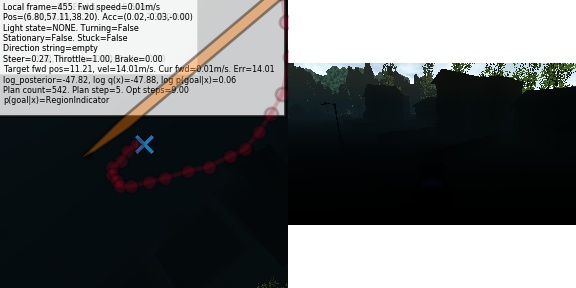 Local frame=455: Fwd speed=0.01m/s
Pos=(6.80,57.11,38.20). Acc=(0.02,-0.03,-0.00)
Light state=NONE. Turning=False
Stationary=False. Stuck=False
Direction string=empty
Steer=0.27, Throttle=1.00, Brake=0.00
Target fwd pos=11.21, vel=14.01m/s. Cur fwd=0.01m/s. Err=14.01
log_posterior=-47.82, log q(x)=-47.88, log p(goal|x)=0.06
Plan count=542. Plan step=5. Opt steps=9.00
p(goal|x)=RegionIndicator